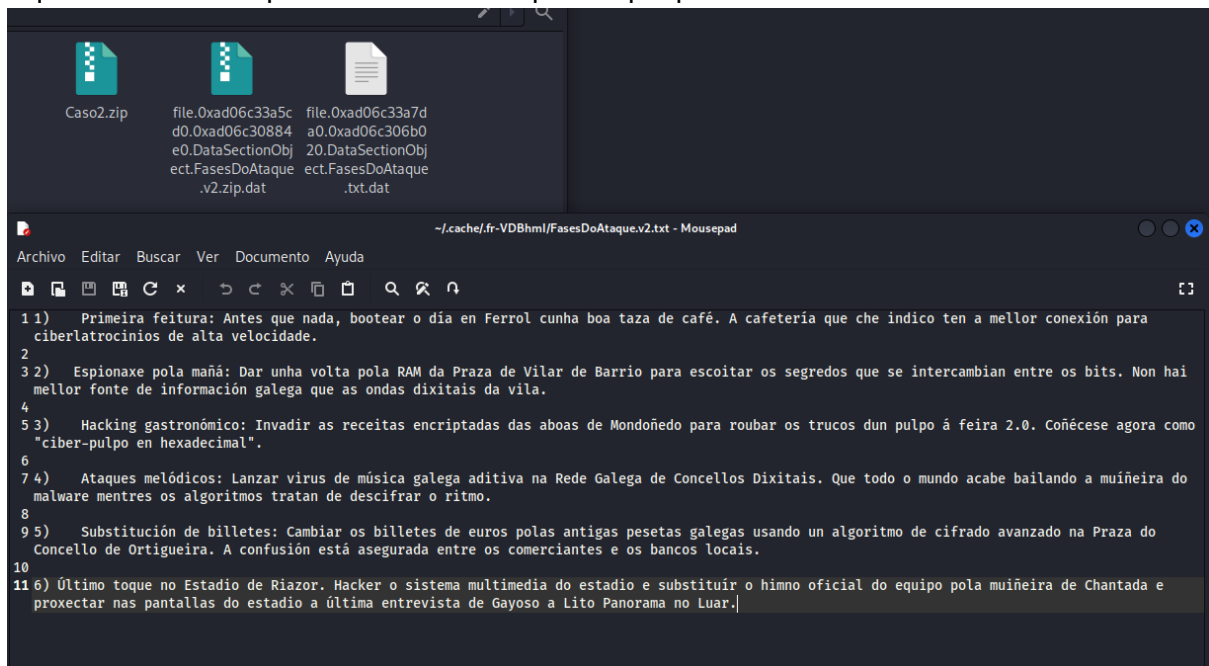 Caso2.zip
file.0xad06c33a5c
d0.0xad06c30884
e0.DataSectionObj
ect.FasesDoAtaque
.v2.zip.dat
file.0xad06c33a7d
a0.0xad06c306b0
20.DataSectionObj
ect.FasesDoAtaque
.txt.dat
~/.cache/.fr-VDBhml/FasesDoAtaque.v2.txt - Mousepad
Archivo Editar Buscar Ver Documento Ayuda
1 1) Primeira feitura: Antes que nada, bootear o día en Ferrol cunha boa taza de café. A cafetería que che indico ten a mellor conexión para
ciberlatrocinios de alta velocidade.
2
3 2) Espionaxe pola mañá: Dar unha volta pola RAM da Praza de Vilar de Barrio para escoitar os segredos que se intercambian entre os bits. Non hai
mellor fonte de información galega que as ondas dixitais da vila.
4
5 3) Hacking gastronómico: Invadir as receitas encriptadas das aboas de Mondoñedo para roubar os trucos dun pulpo á feira 2.0. Coñécese agora como
"ciber-pulpo en hexadecimal".
6
7 4) Ataques melódicos: Lanzar virus de música galega aditiva na Rede Galega de Concellos Dixitais. Que todo o mundo acabe bailando a muíñeira do
malware mentres os algoritmos tratan de descifrar o ritmo.
8
9 5) Substitución de billetes: Cambiar os billetes de euros polas antigas pesetas galegas usando un algoritmo de cifrado avanzado na Praza do
Concello de Ortigueira. A confusión está asegurada entre os comerciantes e os bancos locais.
10
11 6) Último toque no Estadio de Riazor. Hacker o sistema multimedia do estadio e substituír o himno oficial do equipo pola muiñeira de Chantada e
proxectar nas pantallas do estadio a última entrevista de Gayoso a Lito Panorama no Luar.